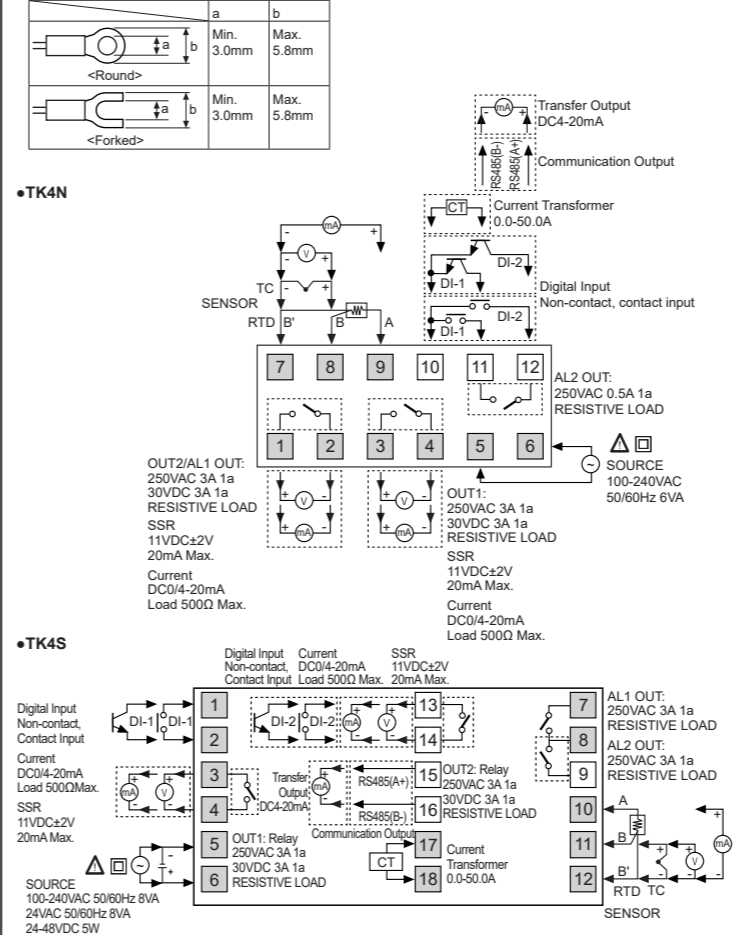 a b
Min.
3.0mm
Max.
5.8mm
a
b
<Round>
Min.
3.0mm
Max.
5.8mm
a
b
<Forked>
●TK4N
- mA +
Transfer Output
DC4-20mA
RS485(B-)
RS485(A+)
Communication Output
CT
Current Transformer
0.0-50.0A
DI-1
DI-2
DI-1
DI-2
Digital Input
Non-contact, contact input
- mA +
- V +
TC - +
SENSOR
RTD B' B A
7 8 9 10 11 12
AL2 OUT:
250VAC 0.5A 1a
RESISTIVE LOAD
1 2 3 4 5 6
SOURCE
100-240VAC
50/60Hz 6VA
OUT2/AL1 OUT:
250VAC 3A 1a
30VDC 3A 1a
RESISTIVE LOAD
SSR
11VDC±2V
20mA Max.
Current
DC0/4-20mA
Load 500Ω Max.
+ V -
+ mA -
+ V -
+ mA -
OUT1:
250VAC 3A 1a
30VDC 3A 1a
RESISTIVE LOAD
SSR
11VDC±2V
20mA Max.
Current
DC0/4-20mA
Load 500Ω Max.
●TK4S
Digital Input
Non-contact,
Contact Input
DI-1 DI-1
1
2
Current
DC0/4-20mA
Load 500ΩMax.
SSR
11VDC±2V
20mA Max.
+ mA -
+ V -
3
4
SOURCE
100-240VAC 50/60Hz 8VA
24VAC 50/60Hz 8VA
24-48VDC 5W
~
-
+
5
6
OUT1: Relay
250VAC 3A 1a
30VDC 3A 1a
RESISTIVE LOAD
Digital Input
Non-contact,
Contact Input
Current
DC0/4-20mA
Load 500Ω Max.
SSR
11VDC±2V
20mA Max.
DI-2 DI-2
+ mA -
+ V -
13
14
Transfer
Output
DC4-20mA
+ mA -
RS485(A+)
RS485(B-)
Communication Output
15
16
OUT2: Relay
250VAC 3A 1a
30VDC 3A 1a
RESISTIVE LOAD
CT
17
18
Current
Transformer
0.0-50.0A
7
8
9
AL1 OUT:
250VAC 3A 1a
RESISTIVE LOAD
AL2 OUT:
250VAC 3A 1a
RESISTIVE LOAD
10
11
12
A
B
B'
RTD TC
+ -
+ V -
+ mA -
SENSOR